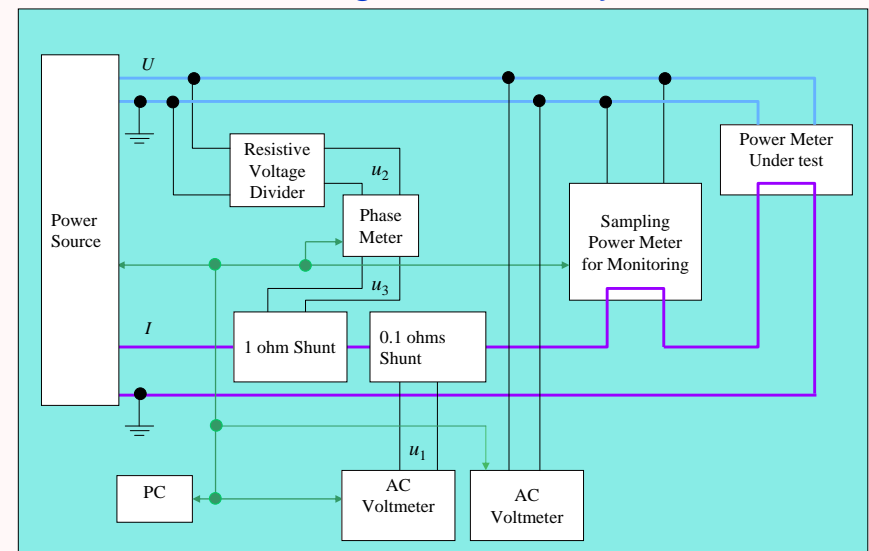 U
Power Meter
Under test
Resistive
Voltage
Divider
u2
Power
Source
Phase
Meter
Sampling
Power Meter
for Monitoring
u3
I
1 ohm Shunt
0.1 ohms
Shunt
u1
PC
AC
Voltmeter
AC
Voltmeter